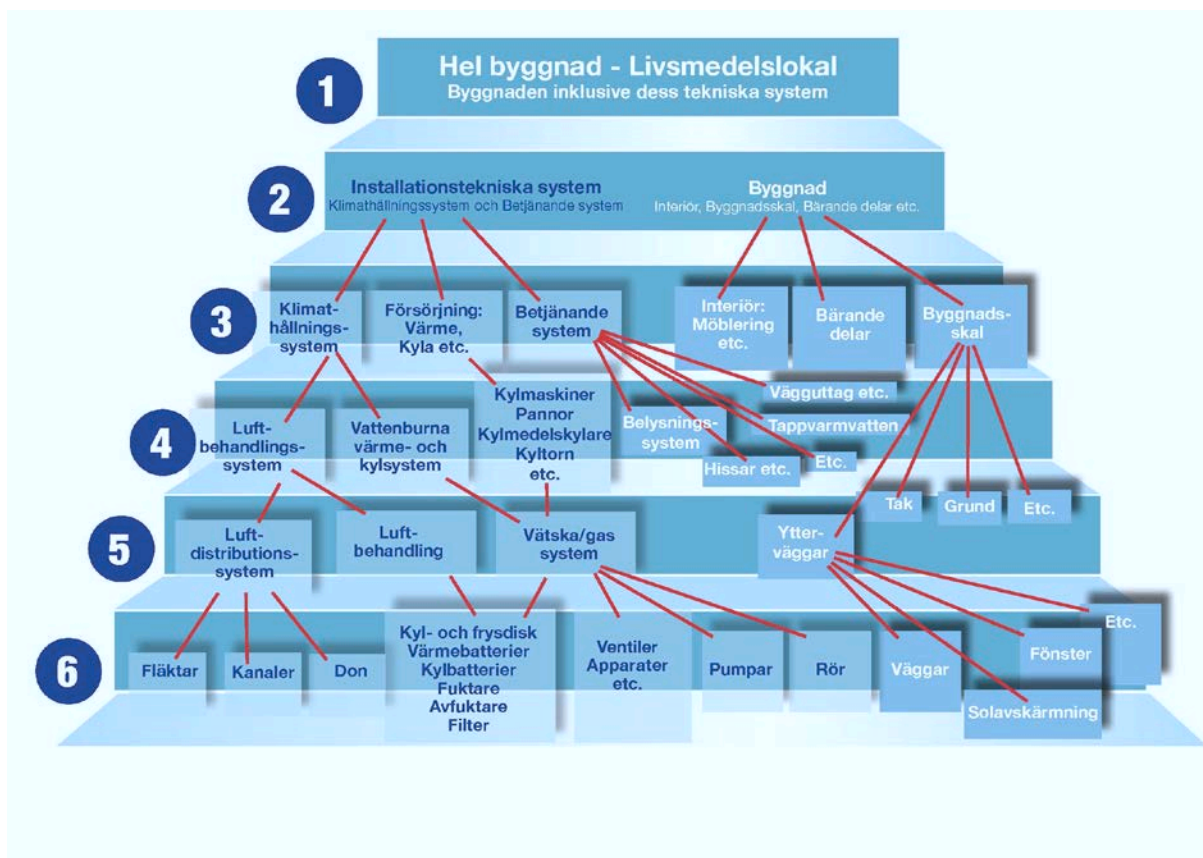 1
Hel byggnad - Livsmedelslokal
Byggnaden inklusive dess tekniska system
2
Installationstekniska system
Klimathållningssystem och Betjänande system
Byggnad
Interiör, Byggnadsskal, Bärande delar etc.
3
Klimat-
hållnings-
system
Försörjning:
Värme,
Kyla etc.
Betjänande
system
Interiör:
Möblering
etc.
Bärande
delar
Byggnads-
skal
4
Luft-
behandlings-
system
Vattenburna
värme- och
kylsystem
Kylmaskiner
Pannor
Kylmedelskylare
Kyltorn
etc.
Belysnings-
system
Vägguttag etc.
Tappvarmvatten
Etc.
Hissar etc.
Tak
Grund
Etc.
5
Luft-
distributions-
system
Luft-
behandling
Vätska/gas
system
Ytter-
väggar
6
Fläktar
Kanaler
Don
Kyl- och frysdisk
Värmebatterier
Kylbatterier
Fuktare
Avfuktare
Filter
Ventiler
Apparater
etc.
Pumpar
Rör
Väggar
Solavskärmning
Fönster
Etc.